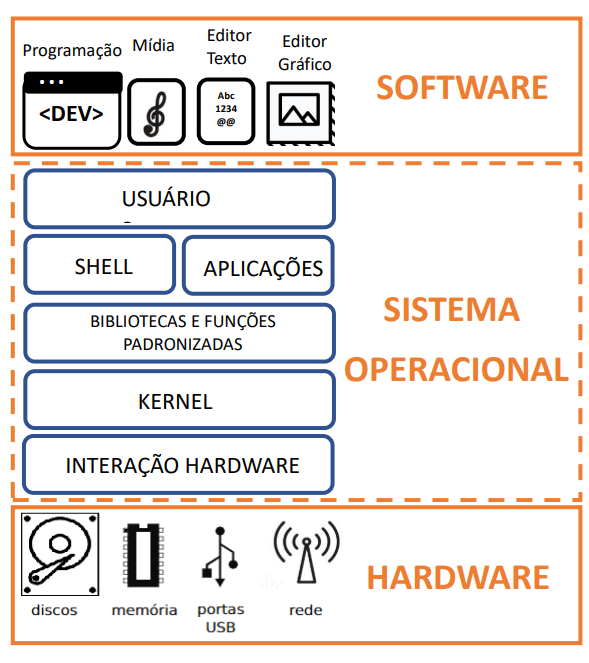 Programação
Mídia
Editor
Texto
Editor
Gráfico
<DEV>
Abc
1234
@@
SOFTWARE
USUÁRIO
SHELL
APLICAÇÕES
BIBLIOTECAS E FUNÇÕES
PADRONIZADAS
KERNEL
INTERAÇÃO HARDWARE
SISTEMA
OPERACIONAL
discos
memória
portas
USB
rede
HARDWARE